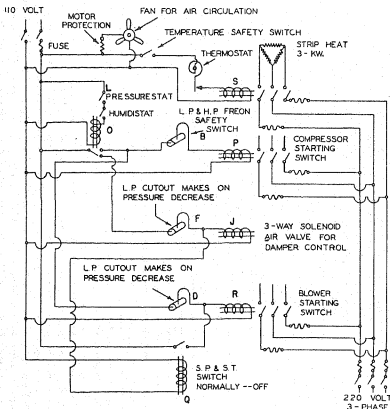 110 VOLT
FAN FOR AIR CIRCULATION
MOTOR
PROTECTION
TEMPERATURE SAFETY SWITCH
FUSE
THERMOSTAT
STRIP HEAT
3-KW.
S
L
PRESSURESTAT
HUMIDISTAT
O
L P & H.P FREON
SAFETY
SWITCH
B
P
COMPRESSOR
STARTING
SWITCH
L.P CUTOUT MAKES ON
PRESSURE DECREASE
F
J
3-WAY SOLENOID
AIR VALVE FOR
DAMPER CONTROL
L.P CUTOUT MAKES ON
PRESSURE DECREASE
D
R
BLOWER
STARTING
SWITCH
S.P & S.T.
SWITCH
NORMALLY--OFF
Q
220 VOLT
3-PHASE